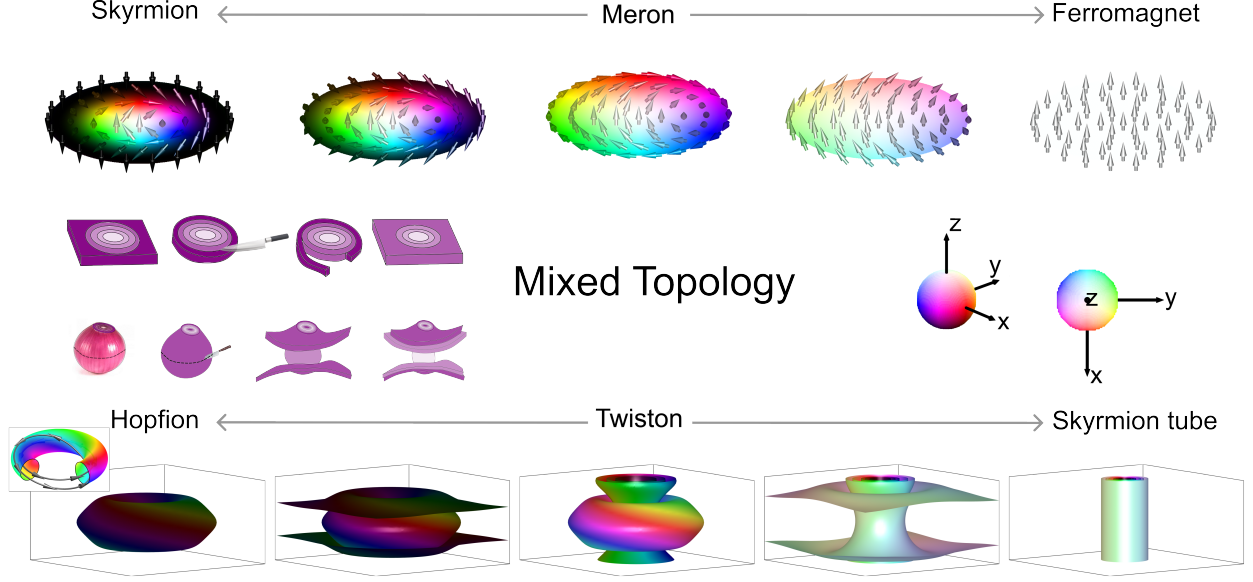 Skyrmion
Meron
Ferromagnet
Mixed Topology
z
y
x
z
y
x
Hopfion
Twiston
Skyrmion tube